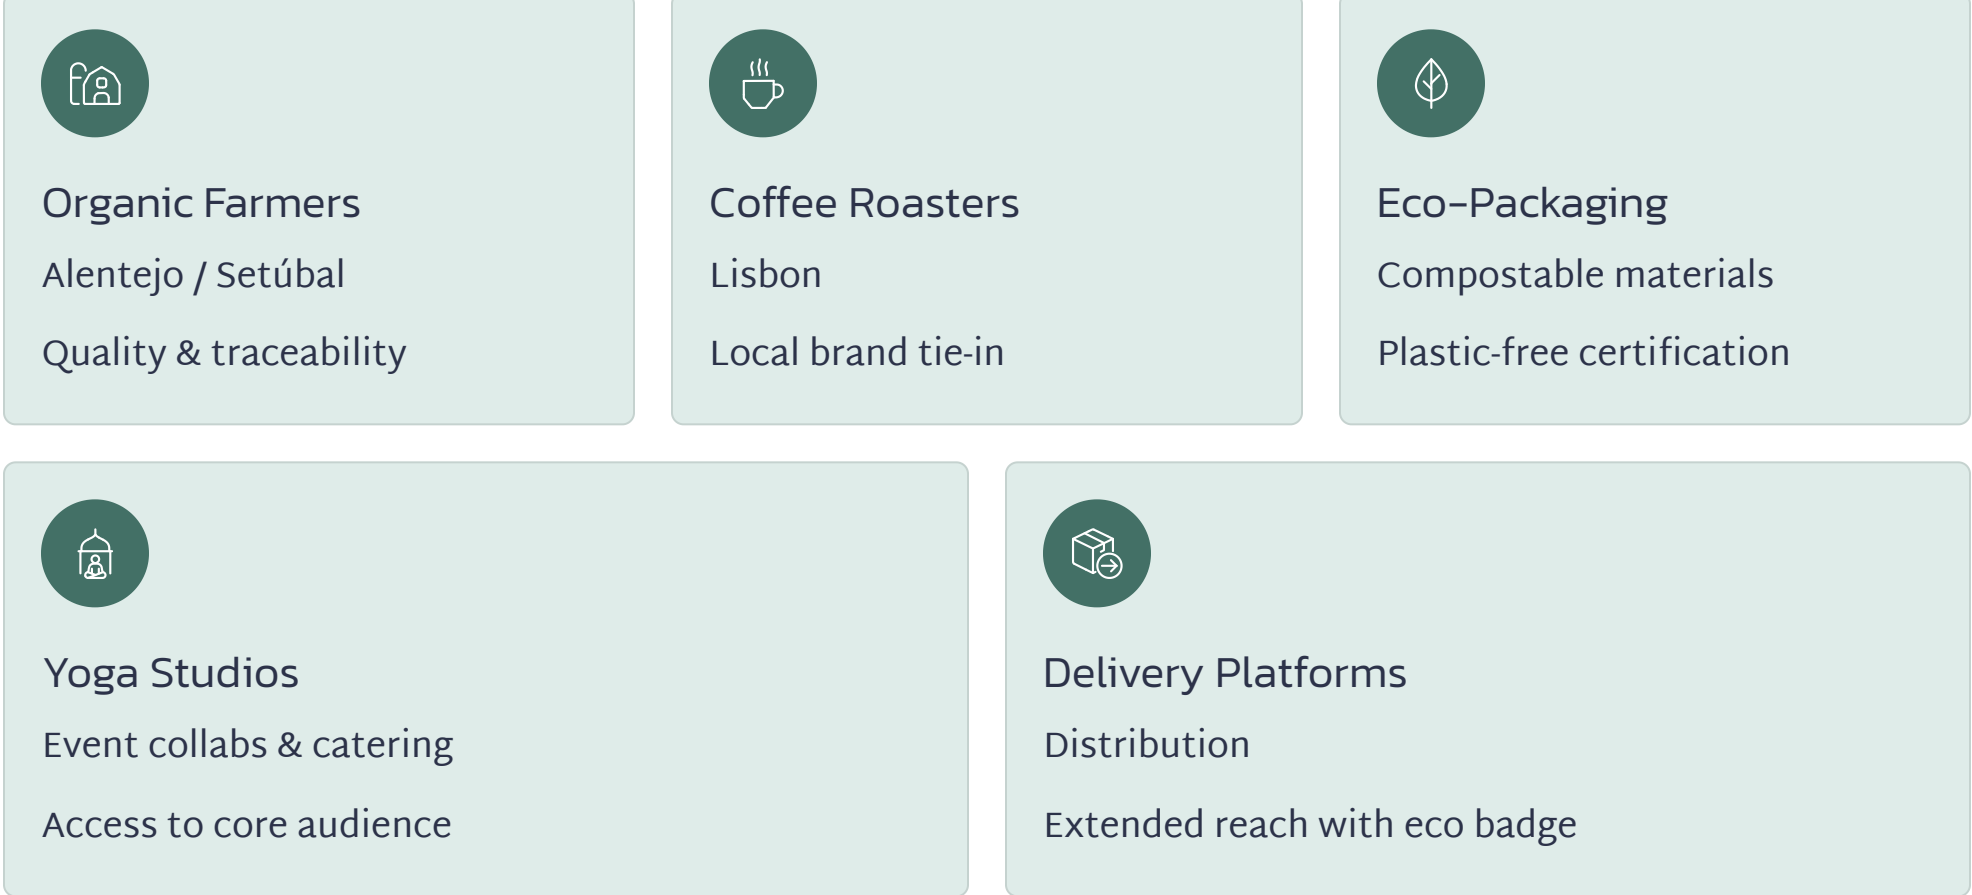 Organic Farmers
Alentejo / Setúbal
Quality & traceability
Coffee Roasters
Lisbon
Local brand tie-in
Eco-Packaging
Compostable materials
Plastic-free certification
Yoga Studios
Event collabs & catering
Access to core audience
Delivery Platforms
Distribution
Extended reach with eco badge